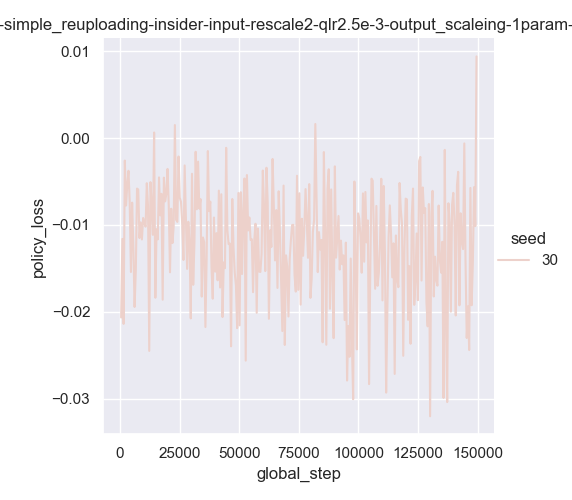 -simple_reuploading-insider-input-rescale2-qlr2.5e-3-output_scaleing-1param-
0.01
0.00
−0.01
−0.02
−0.03
policy_loss
0 25000 50000 75000 100000 125000 150000
global_step
seed
30